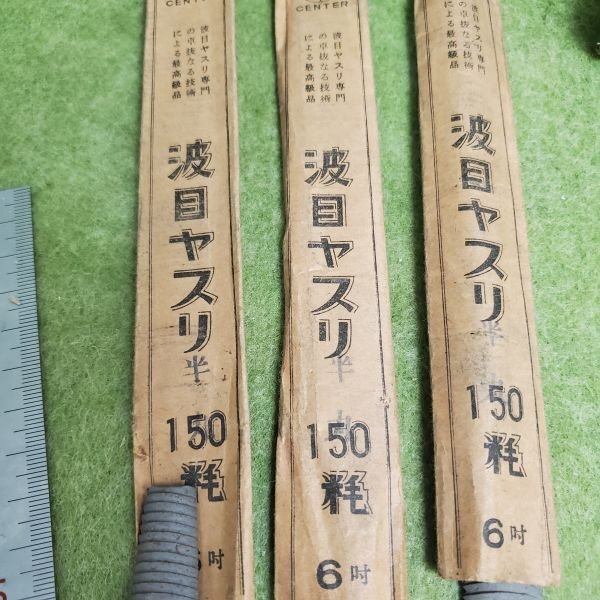 CENTER
波目ヤスリ専門
の卓抜なる技術
による最高級品
波目ヤスリ
半
150
粍
6吋
CENTER
波目ヤスリ専門
の卓抜なる技術
による最高級品
波目ヤスリ
半丸
150
粍
6吋
波目ヤスリ専門
の卓抜なる技術
による最高級品
波目ヤスリ
半丸
150
粍
6吋